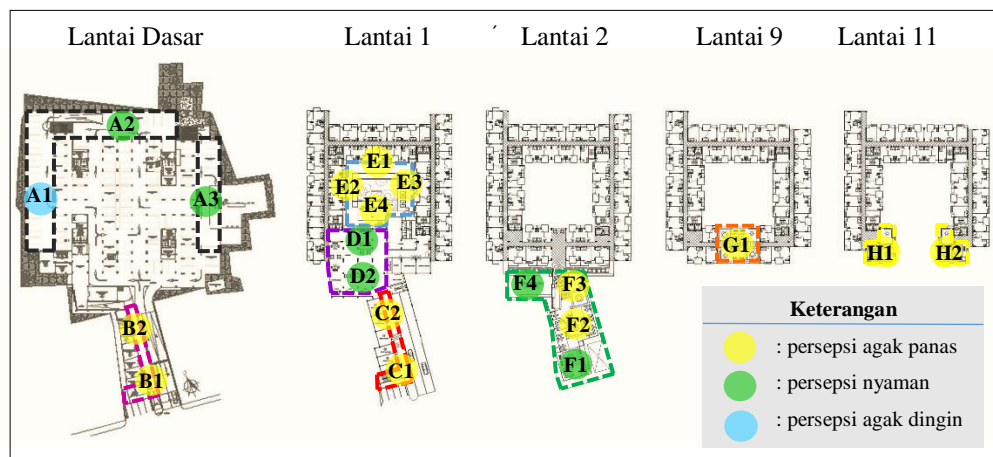 Lantai Dasar
Lantai 1
Lantai 2
Lantai 9
Lantai 11
A2
A1
A3
B2
B1
E1
E2
E3
E4
D1
D2
C2
C1
F4
F3
F2
F1
G1
H1
H2
Keterangan
: persepsi agak panas
: persepsi nyaman
: persepsi agak dingin